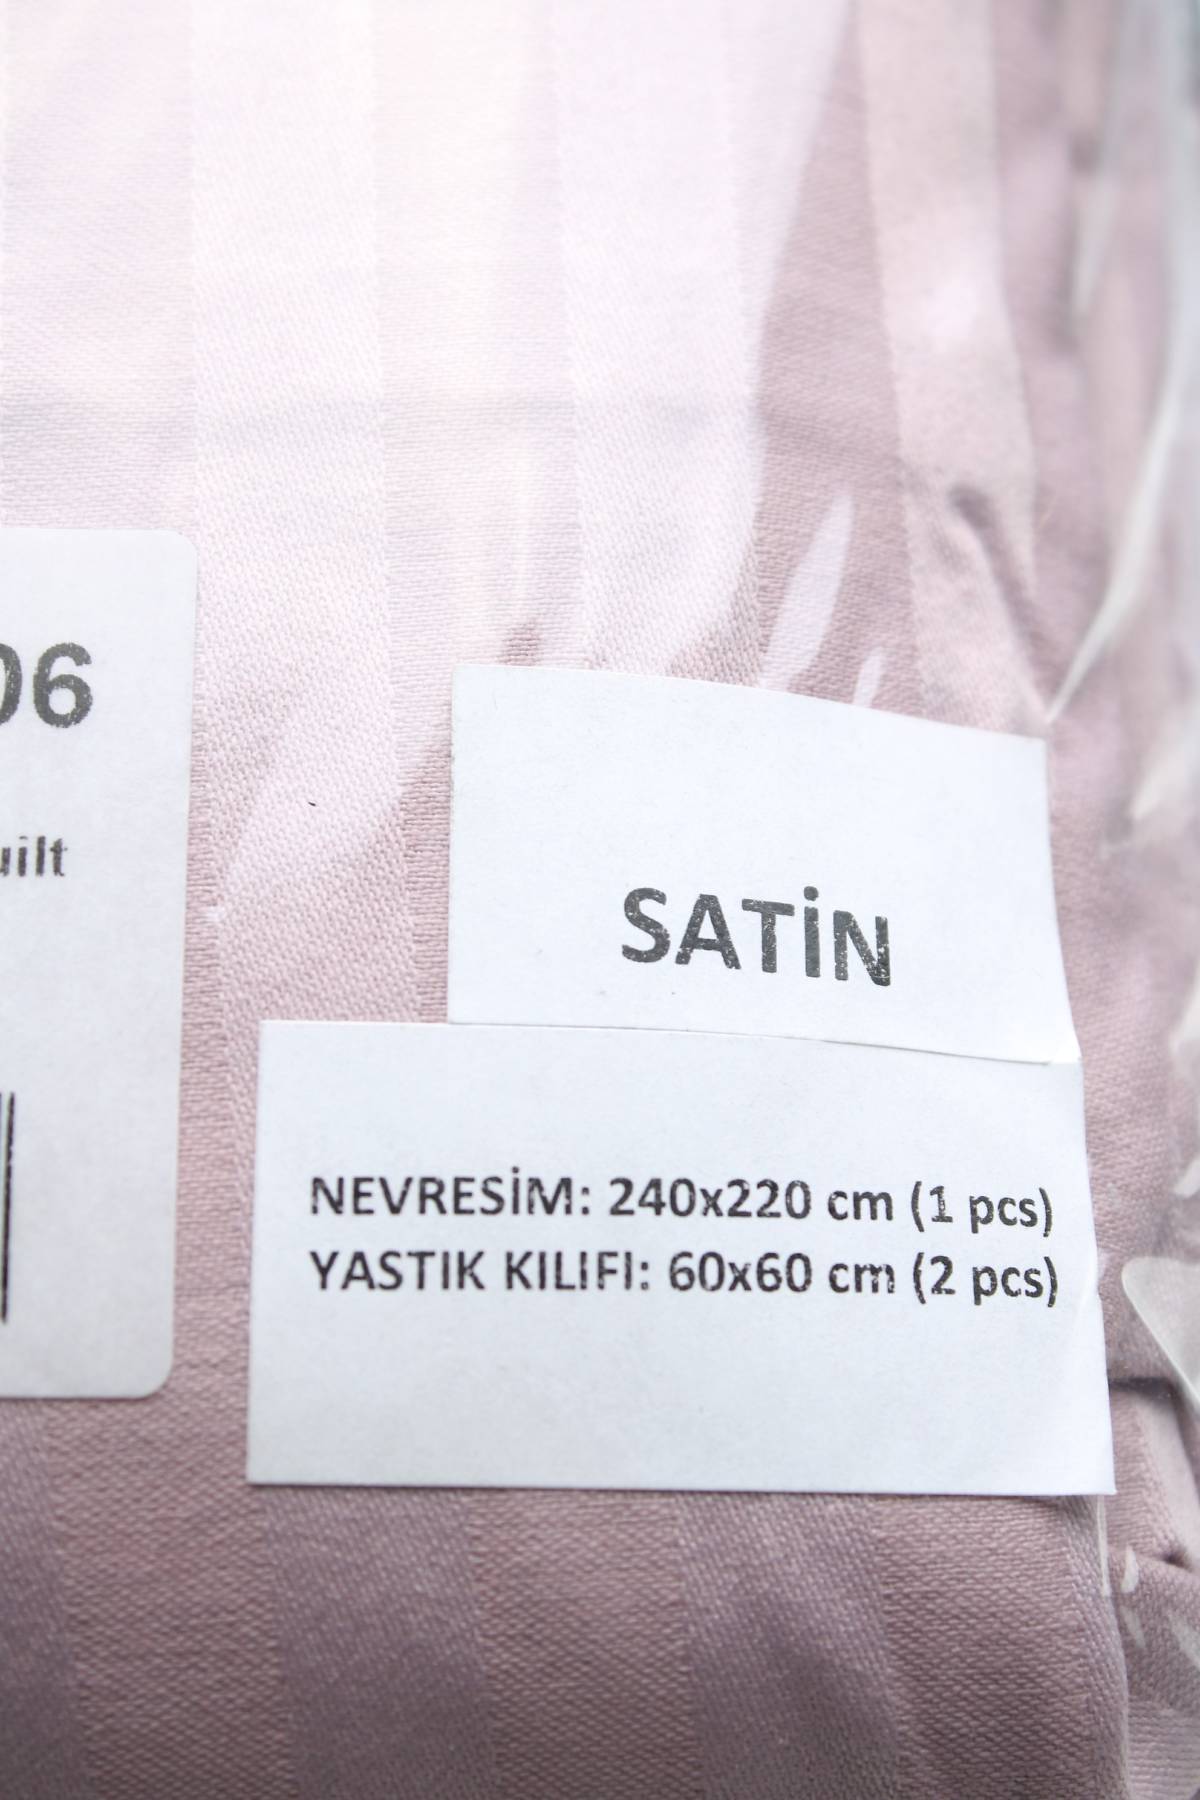 06
uilt
SATİN
NEVRESİM: 240x220 cm (1 pcs)
YASTIK KILIFI: 60x60 cm (2 pcs)